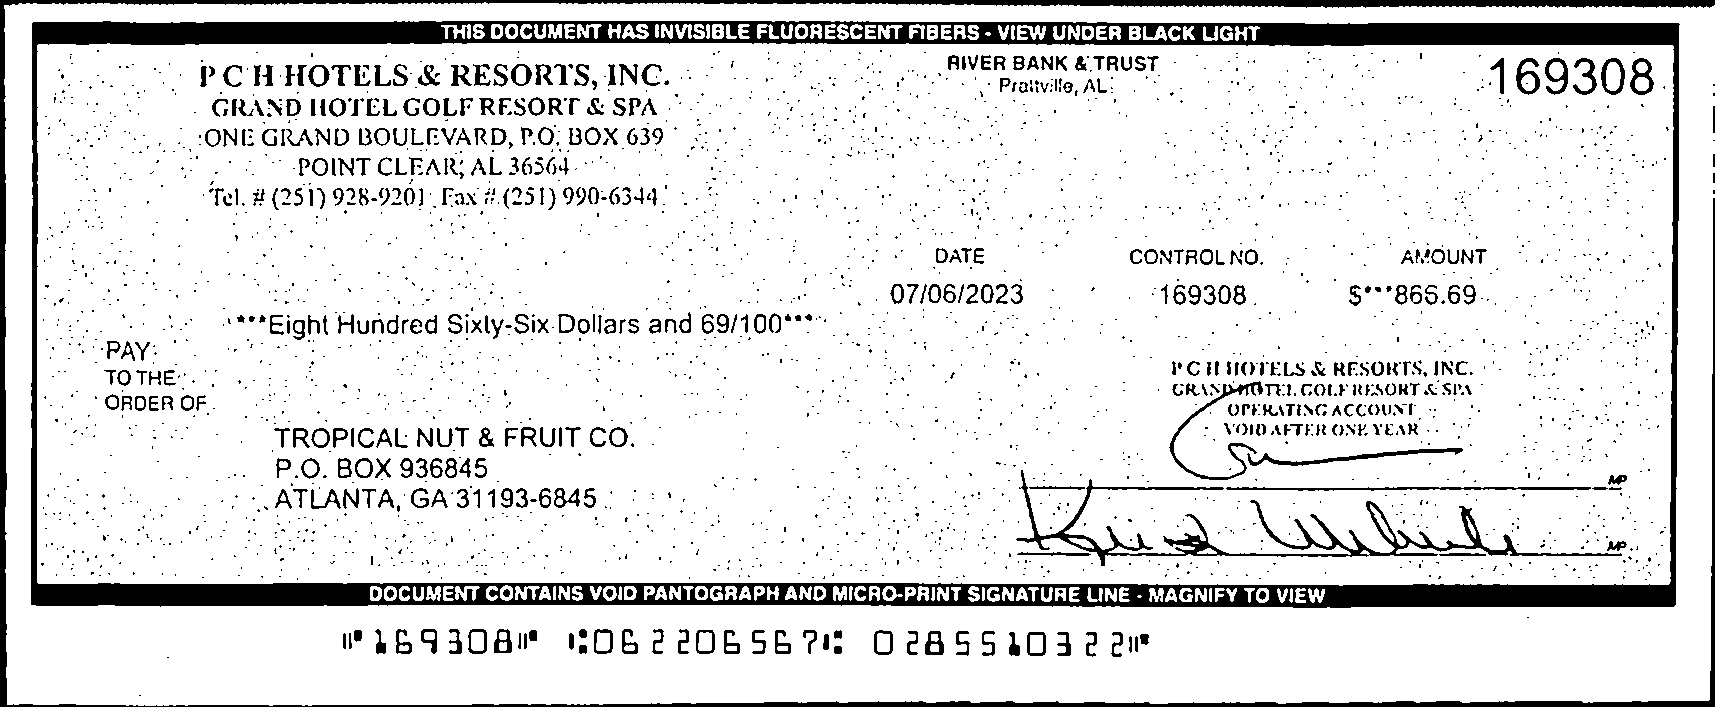 THIS DOCUMENT HAS INVISIBLE FLUORESCENT FIBERS - VIEW UNDER BLACK LIGHT
P C H HOTELS & RESORTS, INC.
GRAND HOTEL GOLF RESORT & SPA
ONE GRAND BOULEVARD, P.O. BOX 639
POINT CLEAR, AL 36564
Tel. # (251) 928-9201 Fax # (251) 990-6344
RIVER BANK & TRUST
Prattville, AL
169308
DATE CONTROL NO. AMOUNT
07/06/2023 169308 $***866.69
***Eight Hundred Sixty-Six Dollars and 69/100***
PAY
TO THE
ORDER OF
TROPICAL NUT & FRUIT CO.
P.O. BOX 936845
ATLANTA, GA 31193-6845
P C H HOTELS & RESORTS, INC.
GRAND HOTEL GOLF RESORT & SPA
OPERATING ACCOUNT
VOID AFTER ONE YEAR
MP
MP
DOCUMENT CONTAINS VOID PANTOGRAPH AND MICRO-PRINT SIGNATURE LINE - MAGNIFY TO VIEW
⑈169308⑈ ⑆062206567⑆ 0285510322⑈